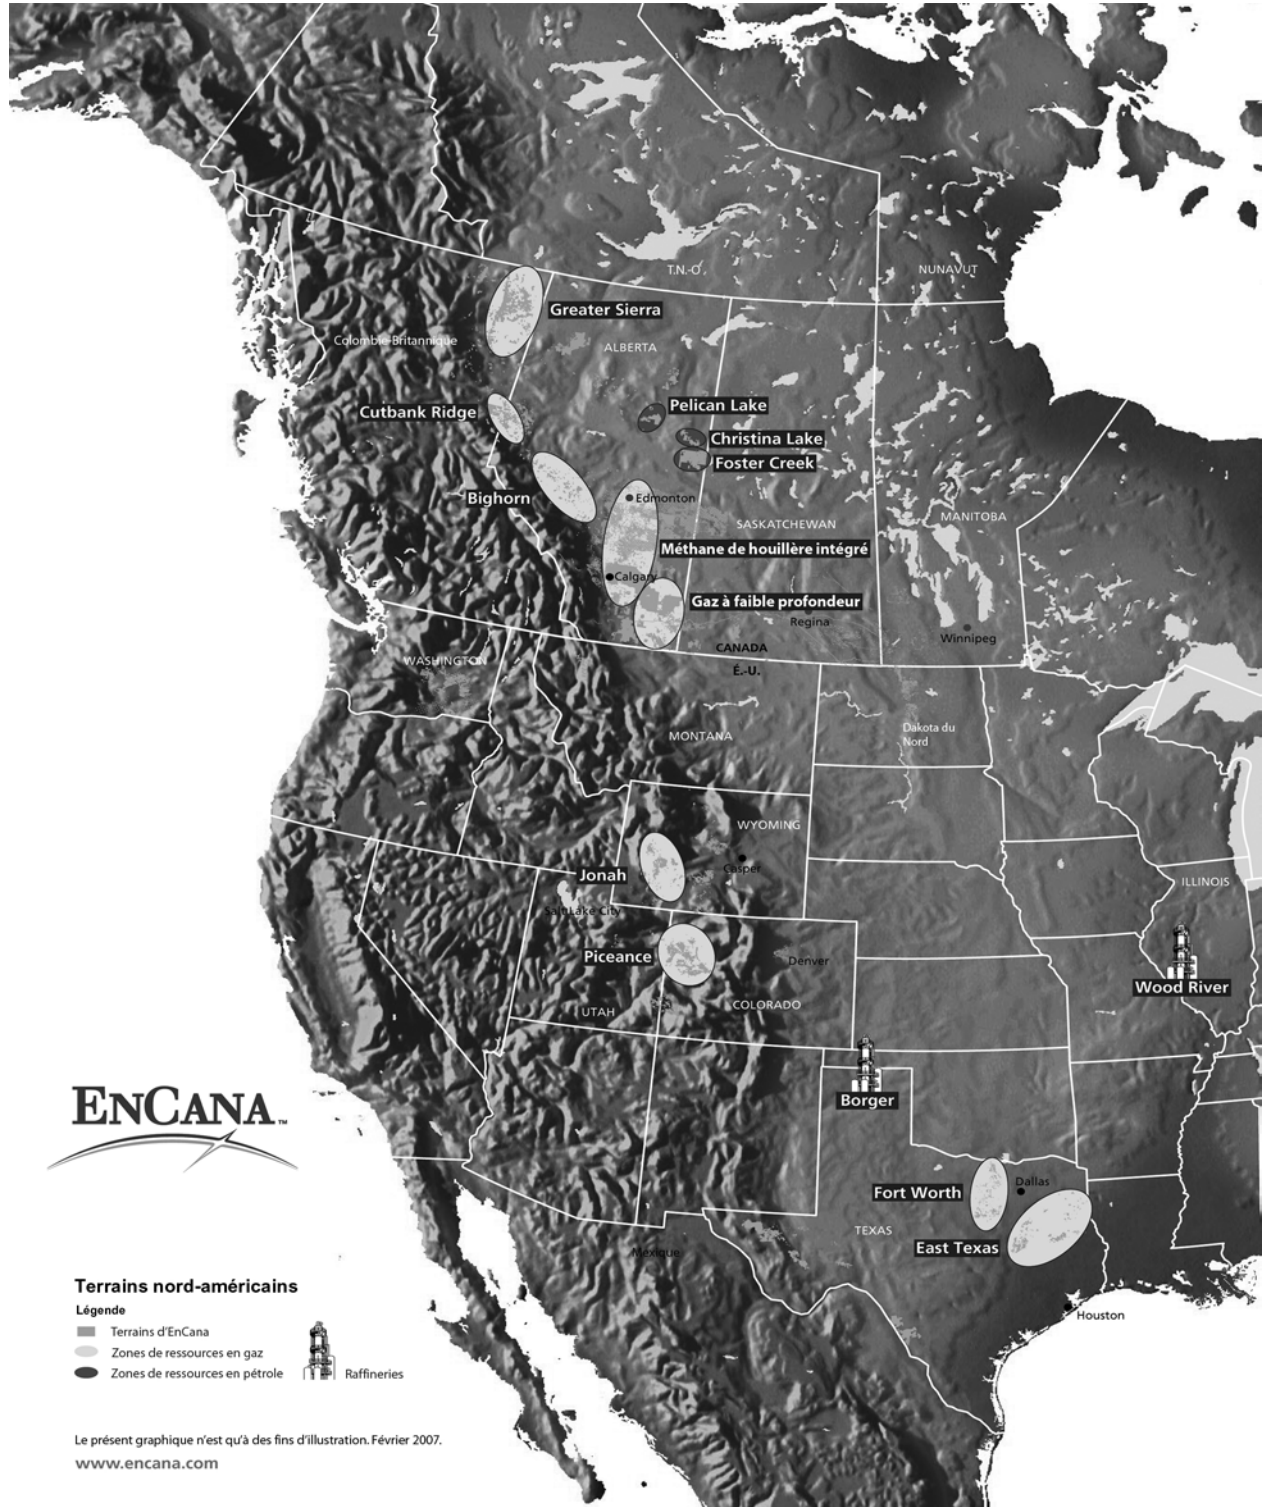 T.N.-O.
NUNAVUT
Greater Sierra
Colombie-Britannique
ALBERTA
Cutbank Ridge
Pelican Lake
Christina Lake
Foster Creek
Bighorn
Edmonton
SASKATCHEWAN
MANITOBA
Méthane de houillère intégré
Calgary
Gaz à faible profondeur
Regina
Winnipeg
CANADA
É.-U.
WASHINGTON
MONTANA
Dakota du
Nord
WYOMING
Casper
Jonah
ILLINOIS
Salt Lake City
Piceance
Denver
Wood River
UTAH
COLORADO
Borger
ENCANA™
Fort Worth
Dallas
TEXAS
East Texas
Mexique
Houston
Terrains nord-américains
Légende
Terrains d'EnCana
Zones de ressources en gaz
Zones de ressources en pétrole
Raffineries
Le présent graphique n'est qu'à des fins d'illustration. Février 2007.
www.encana.com